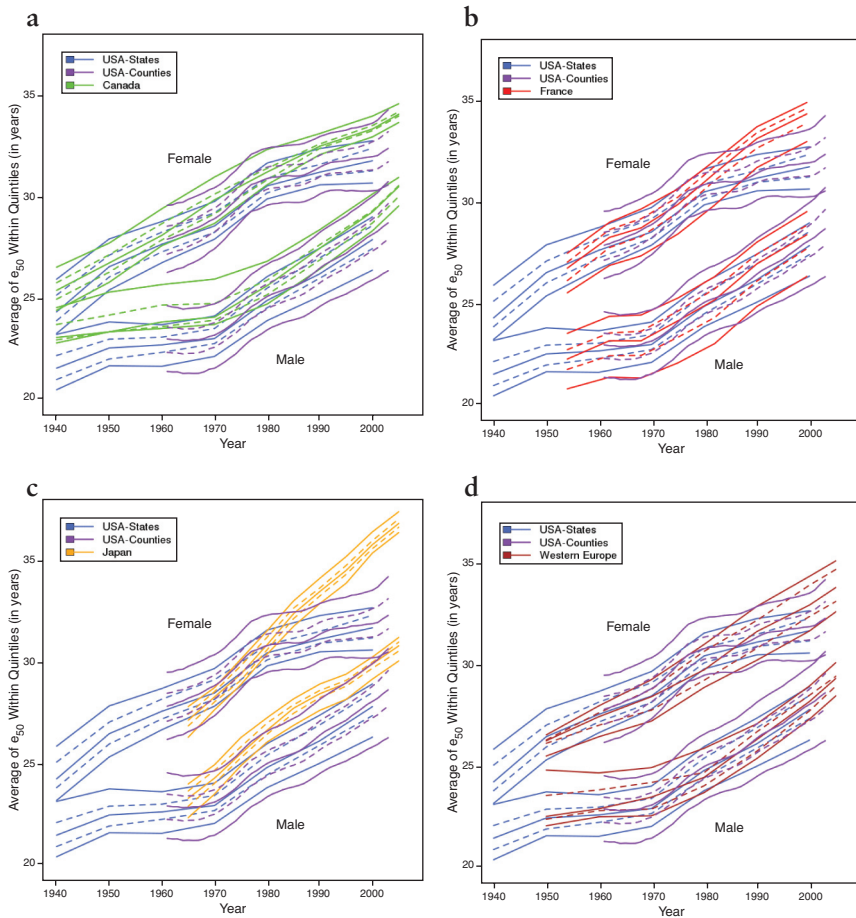 a
Average of e50 Within Quintiles (in years)
35
30
25
20
USA-States
USA-Counties
Canada
Female
Male
1940 1950 1960 1970 1980 1990 2000
Year
b
Average of e50 Within Quintiles (in years)
35
30
25
20
USA-States
USA-Counties
France
Female
Male
1940 1950 1960 1970 1980 1990 2000
Year
c
Average of e50 Within Quintiles (in years)
35
30
25
20
USA-States
USA-Counties
Japan
Female
Male
1940 1950 1960 1970 1980 1990 2000
Year
d
Average of e50 Within Quintiles (in years)
35
30
25
20
USA-States
USA-Counties
Western Europe
Female
Male
1940 1950 1960 1970 1980 1990 2000
Year